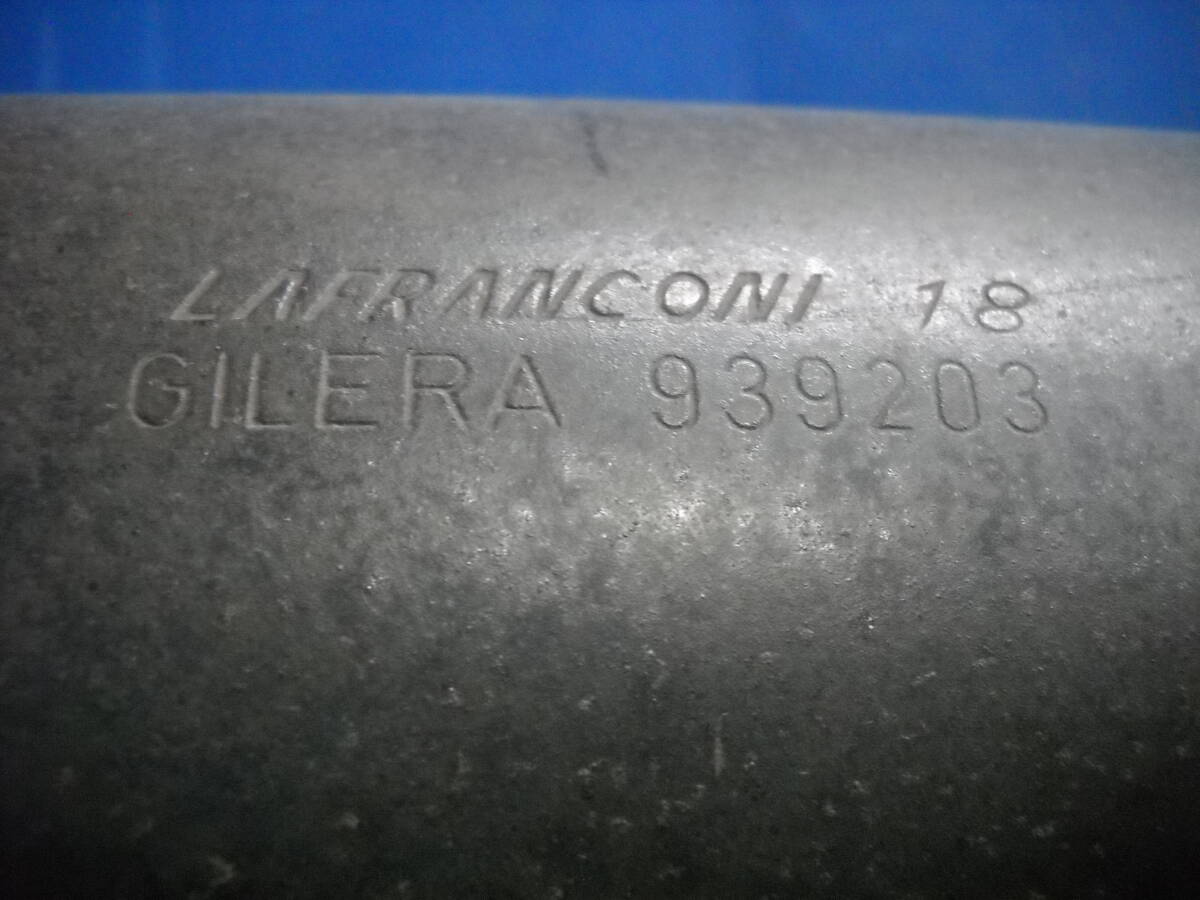 LAFRANCONI 18
GILERA 939203